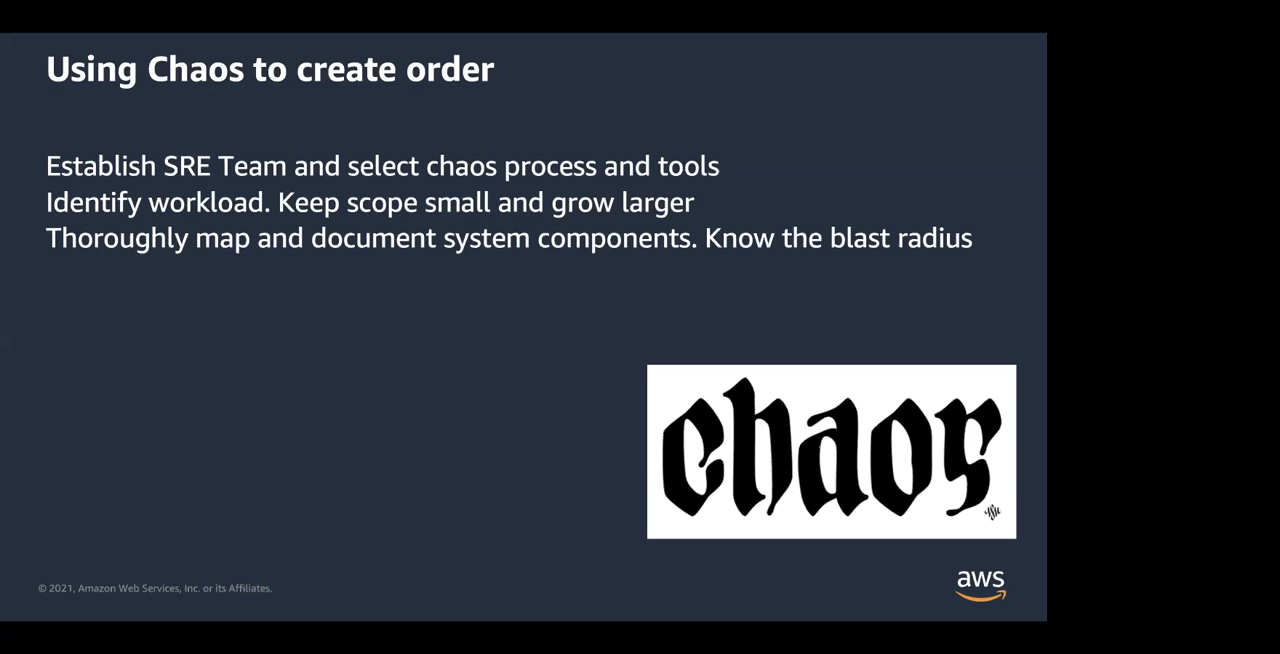 Using Chaos to create order
Establish SRE Team and select chaos process and tools
Identify workload. Keep scope small and grow larger
Thoroughly map and document system components. Know the blast radius
chaos
© 2021, Amazon Web Services, Inc. or its Affiliates.
aws